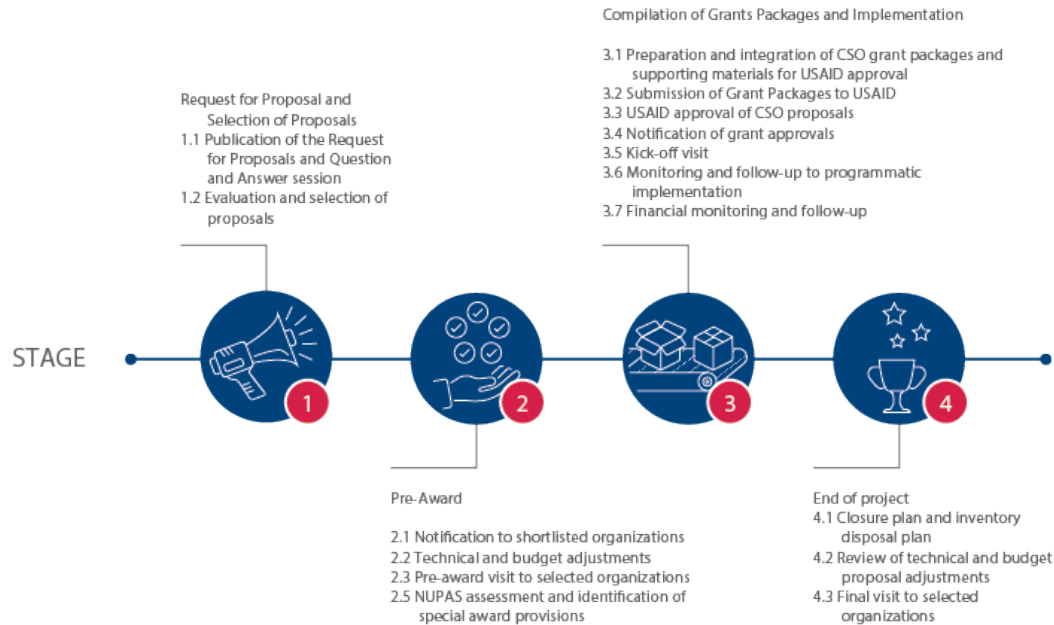 Compilation of Grants Packages and Implementation
3.1 Preparation and integration of CSO grant packages and
supporting materials for USAID approval
3.2 Submission of Grant Packages to USAID
3.3 USAID approval of CSO proposals
3.4 Notification of grant approvals
3.5 Kick-off visit
3.6 Monitoring and follow-up to programmatic
implementation
3.7 Financial monitoring and follow-up
Request for Proposal and
Selection of Proposals
1.1 Publication of the Request
for Proposals and Question
and Answer session
1.2 Evaluation and selection of
proposals
STAGE
1
2
3
4
Pre-Award
2.1 Notification to shortlisted organizations
2.2 Technical and budget adjustments
2.3 Pre-award visit to selected organizations
2.5 NUPAS assessment and identification of
special award provisions
End of project
4.1 Closure plan and inventory
disposal plan
4.2 Review of technical and budget
proposal adjustments
4.3 Final visit to selected
organizations